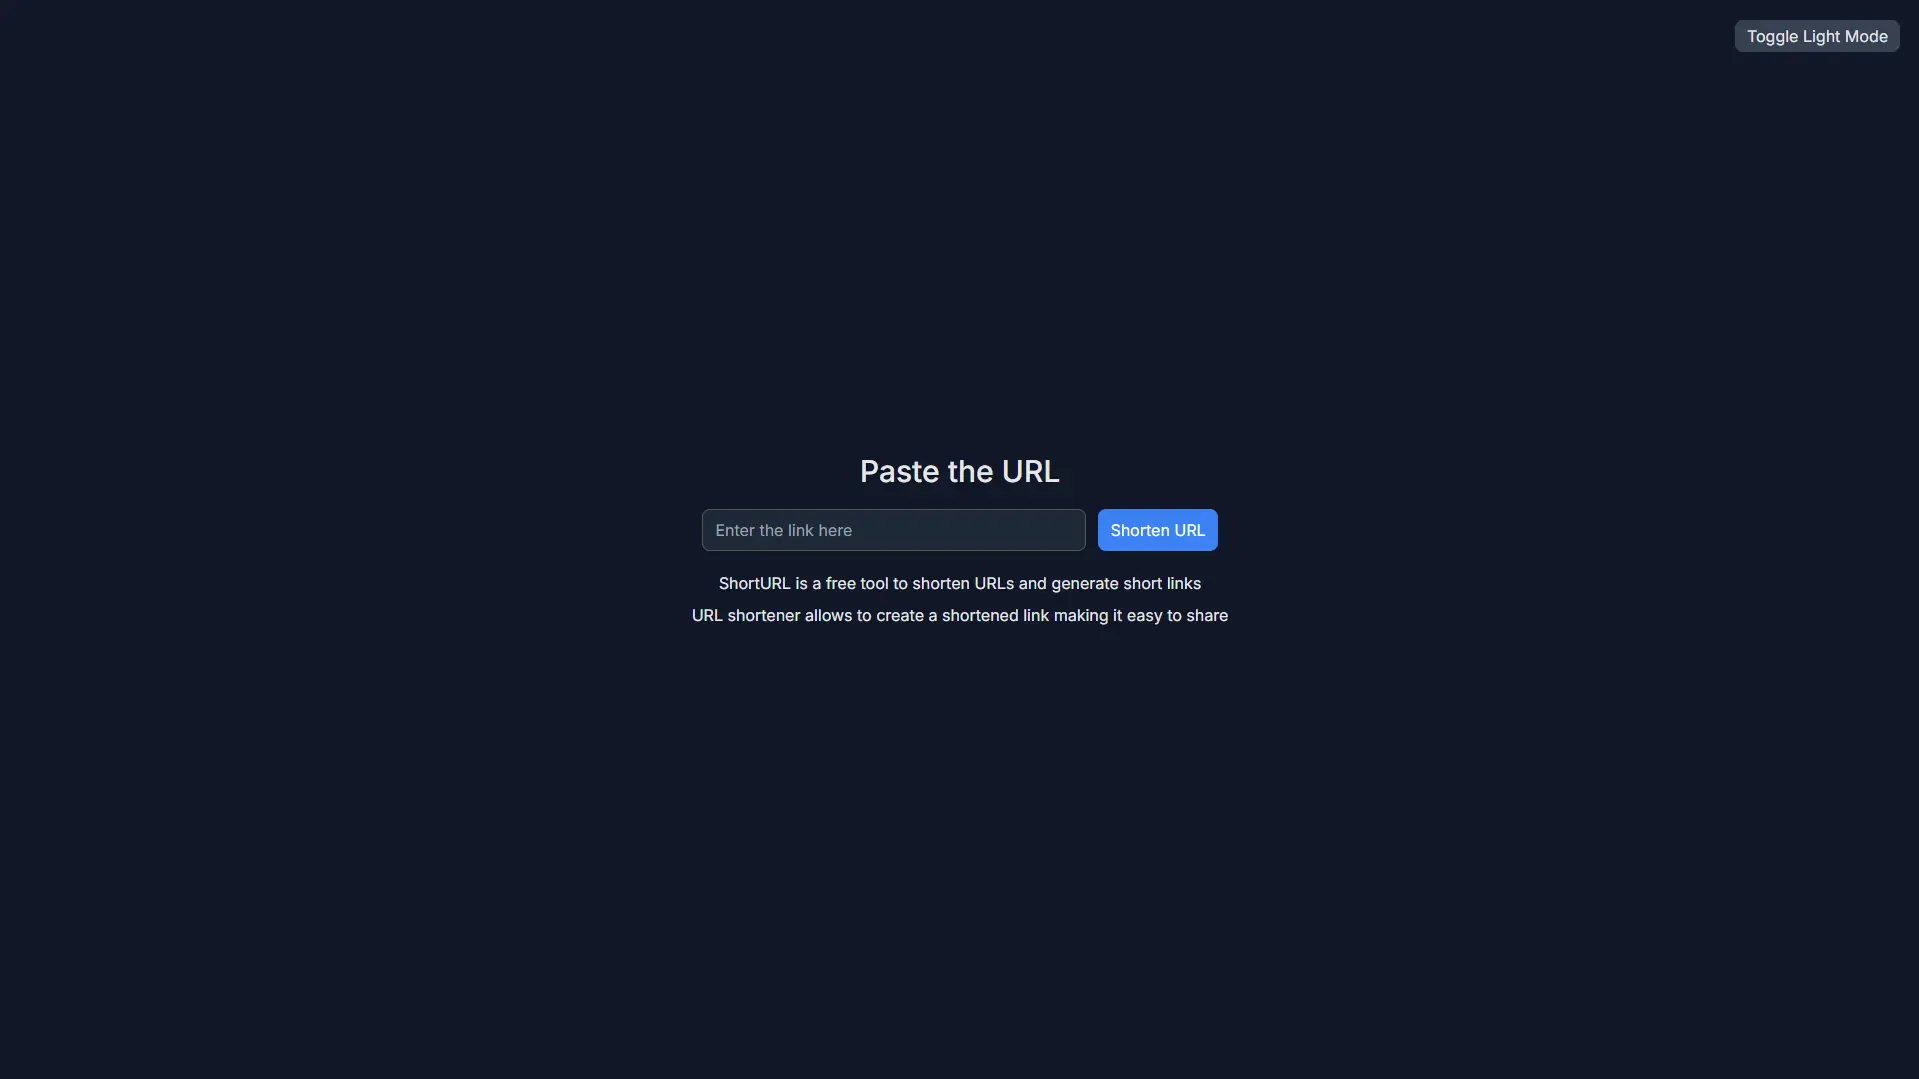 Toggle Light Mode
Paste the URL
Enter the link here
Shorten URL
ShortURL is a free tool to shorten URLs and generate short links
URL shortener allows to create a shortened link making it easy to share